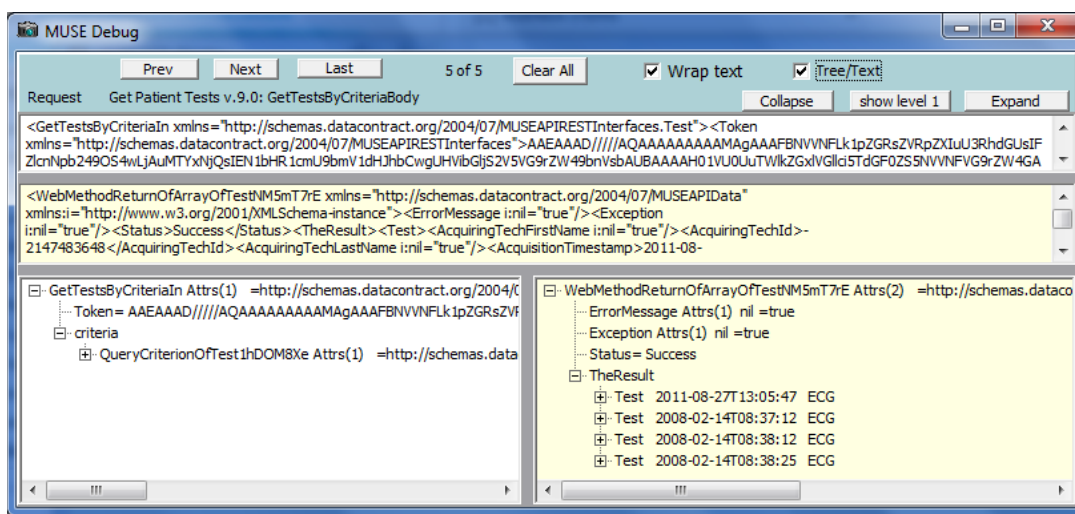 MUSE Debug
Prev Next Last 5 of 5 Clear All Wrap text Tree/Text
Request Get Patient Tests v.9.0: GetTestsByCriteriaBody Collapse show level 1 Expand
<GetTestsByCriteriaIn xmlns="http://schemas.datacontract.org/2004/07/MUSEAPIRESTInterfaces.Test"><Token
xmlns="http://schemas.datacontract.org/2004/07/MUSEAPIRESTInterfaces">AAEAAAD/////AQAAAAAAAAAMAgAAAFBNVVNFLk1pZGRsZVRpZXIuU3RhdGUsIF
ZlcnNpb249OS4wLjAuMTYxNjQsIEN1bHR1cmU9bmV1dHJhbCwgUHVibGljS2V5VG9rZW49bnVsbAUBAAAAH01VU0UuTWlkZGxlVGllci5TdGF0ZS5NVVNFVG9rZW4GA
<WebMethodReturnOfArrayOfTestNM5mT7rE xmlns="http://schemas.datacontract.org/2004/07/MUSEAPIData"
xmlns:i="http://www.w3.org/2001/XMLSchema-instance"><ErrorMessage i:nil="true"/><Exception
i:nil="true"/><Status>Success</Status><TheResult><Test><AcquiringTechFirstName i:nil="true"/><AcquiringTechId>-
2147483648</AcquiringTechId><AcquiringTechLastName i:nil="true"/><AcquisitionTimestamp>2011-08-
GetTestsByCriteriaIn Attrs(1) =http://schemas.datacontract.org/2004/0
Token= AAEAAAD/////AQAAAAAAAAAMAgAAAFBNVVNFLk1pZGRsZVR
criteria
QueryCriterionOfTest1hDOM8Xe Attrs(1) =http://schemas.data
WebMethodReturnOfArrayOfTestNM5mT7rE Attrs(2) =http://schemas.dataco
ErrorMessage Attrs(1) nil =true
Exception Attrs(1) nil =true
Status= Success
TheResult
Test 2011-08-27T13:05:47 ECG
Test 2008-02-14T08:37:12 ECG
Test 2008-02-14T08:38:12 ECG
Test 2008-02-14T08:38:25 ECG